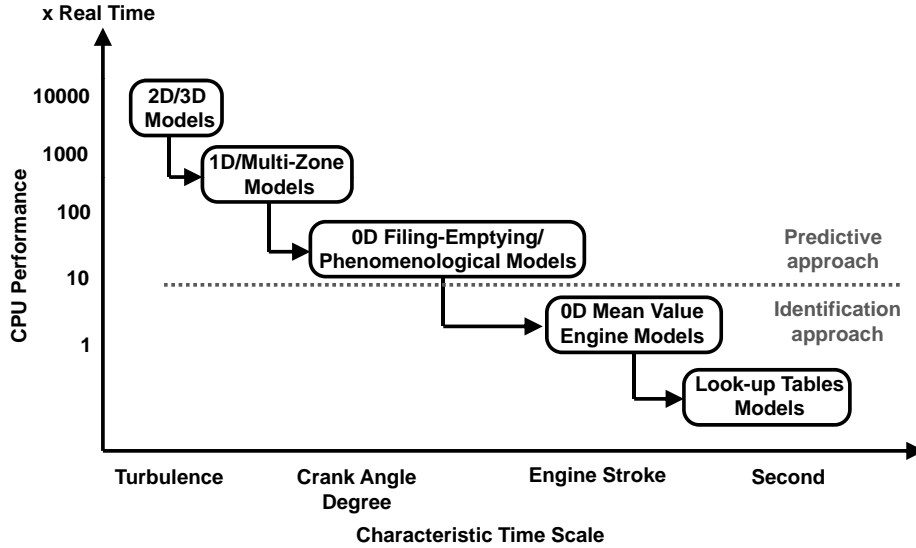 x Real Time
10000
1000
100
10
1
CPU Performance
2D/3D
Models
1D/Multi-Zone
Models
0D Filing-Emptying/
Phenomenological Models
Predictive
approach
Identification
approach
0D Mean Value
Engine Models
Look-up Tables
Models
Turbulence
Crank Angle
Degree
Engine Stroke
Second
Characteristic Time Scale